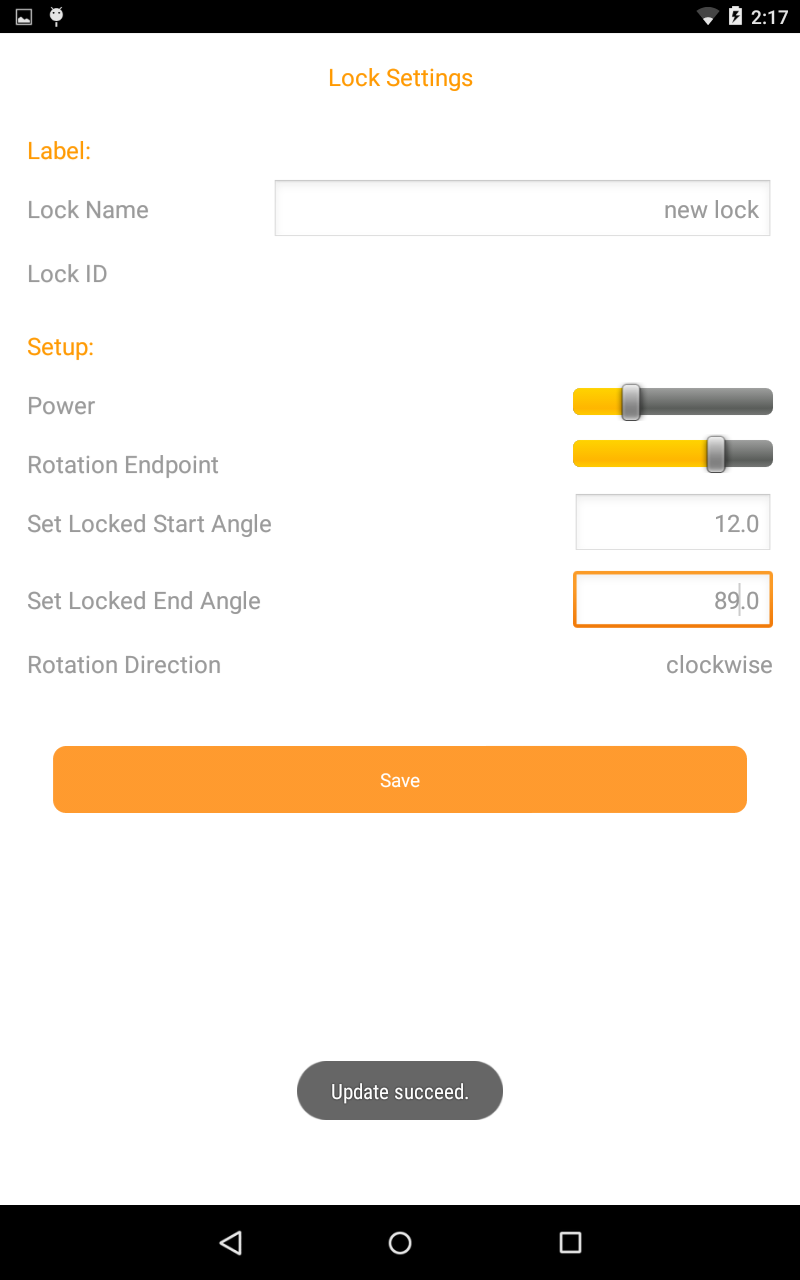 2:17
Lock Settings
Label:
Lock Name new lock
Lock ID
Setup:
Power
Rotation Endpoint
Set Locked Start Angle 12.0
Set Locked End Angle 89.0
Rotation Direction clockwise
Save
Update succeed.